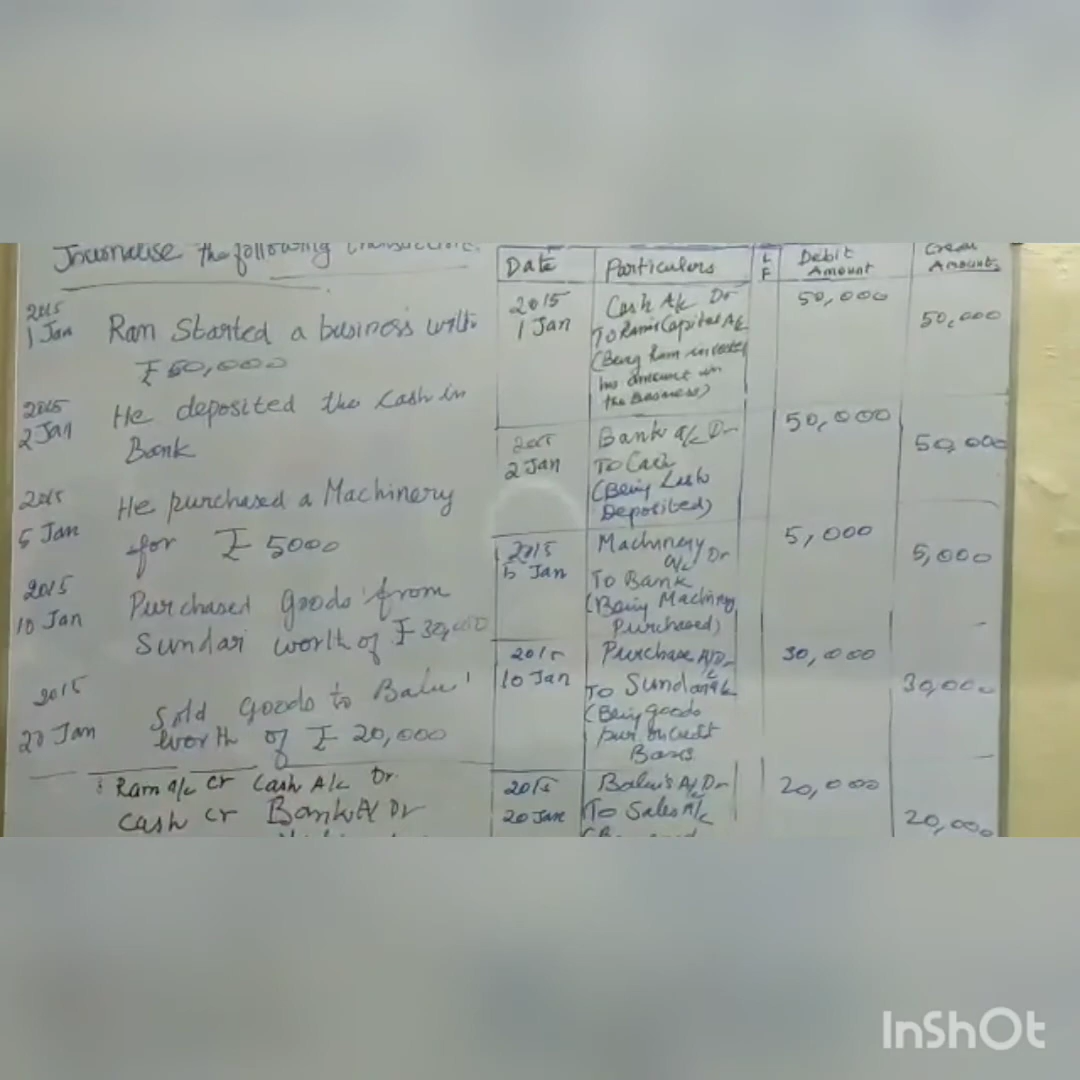 Journalise the following transactions.
2015
1 Jan Ram Started a business with
₹ 50,000
2015
2 Jan He deposited the cash in
Bank
2015
5 Jan He purchased a Machinery
for ₹ 5000
2015
10 Jan Purchased goods from
Sundari worth of ₹ 30,000
2015
20 Jan Sold goods to Balu
worth of ₹ 20,000
Ram a/c cr Cash A/c Dr.
Cash cr Bank A/c Dr
Date Particulars L F Debit Amount Credit Amount
2015 Cash A/c Dr 50,000
1 Jan To Ram's Capital A/c 50,000
(Being Ram invested
his amount in
the Business)
2015 Bank a/c Dr 50,000
2 Jan To Cash 50,000
(Being Cash
Deposited)
2015 Machinery a/c Dr 5,000
5 Jan To Bank 5,000
(Being Machinery
Purchased)
2015 Purchase A/c Dr 30,000
10 Jan To Sundari A/c 30,000
(Being goods
pur. on credit
Basis
2015 Balu's A/c Dr 20,000
20 Jan To Sales A/c 20,000
InShOt